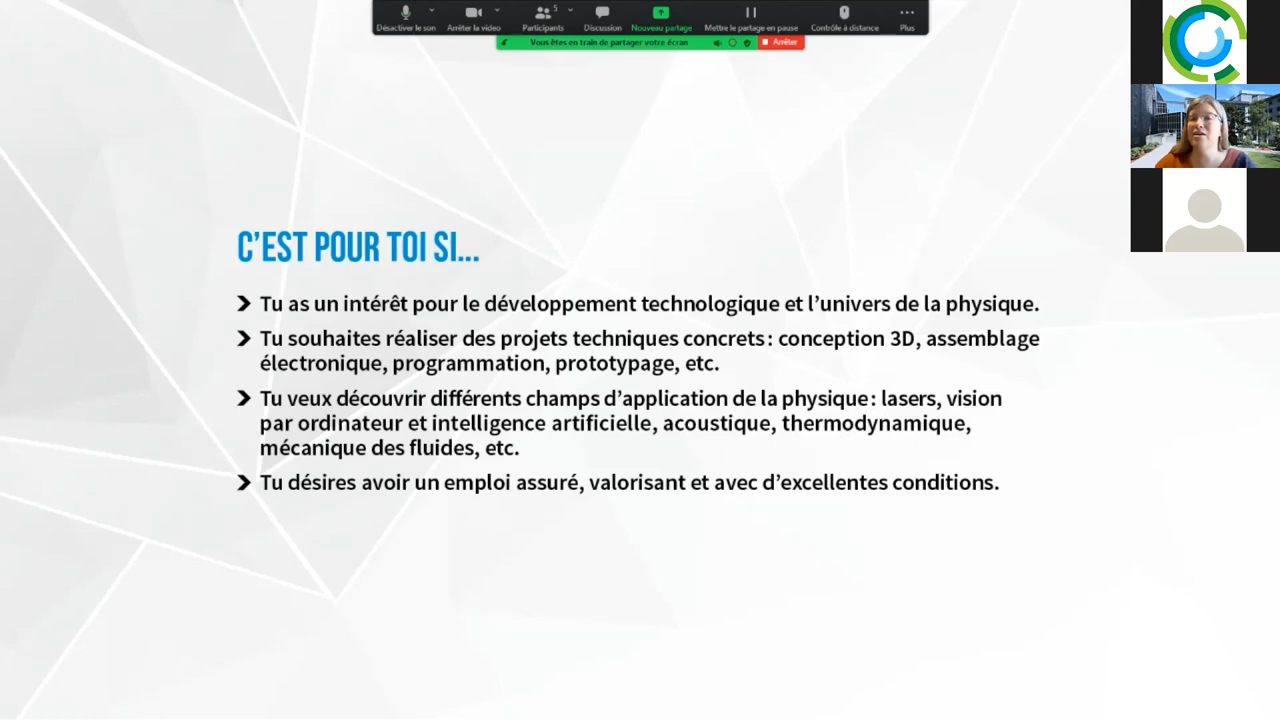 Désactiver le son
Arrêter la vidéo
5
Participants
Discussion
Nouveau partage
Mettre le partage en pause
Contrôle à distance
Plus
Vous êtes en train de partager votre écran
Arrêter
C'EST POUR TOI SI...
Tu as un intérêt pour le développement technologique et l'univers de la physique.
Tu souhaites réaliser des projets techniques concrets : conception 3D, assemblage
électronique, programmation, prototypage, etc.
Tu veux découvrir différents champs d'application de la physique : lasers, vision
par ordinateur et intelligence artificielle, acoustique, thermodynamique,
mécanique des fluides, etc.
Tu désires avoir un emploi assuré, valorisant et avec d'excellentes conditions.